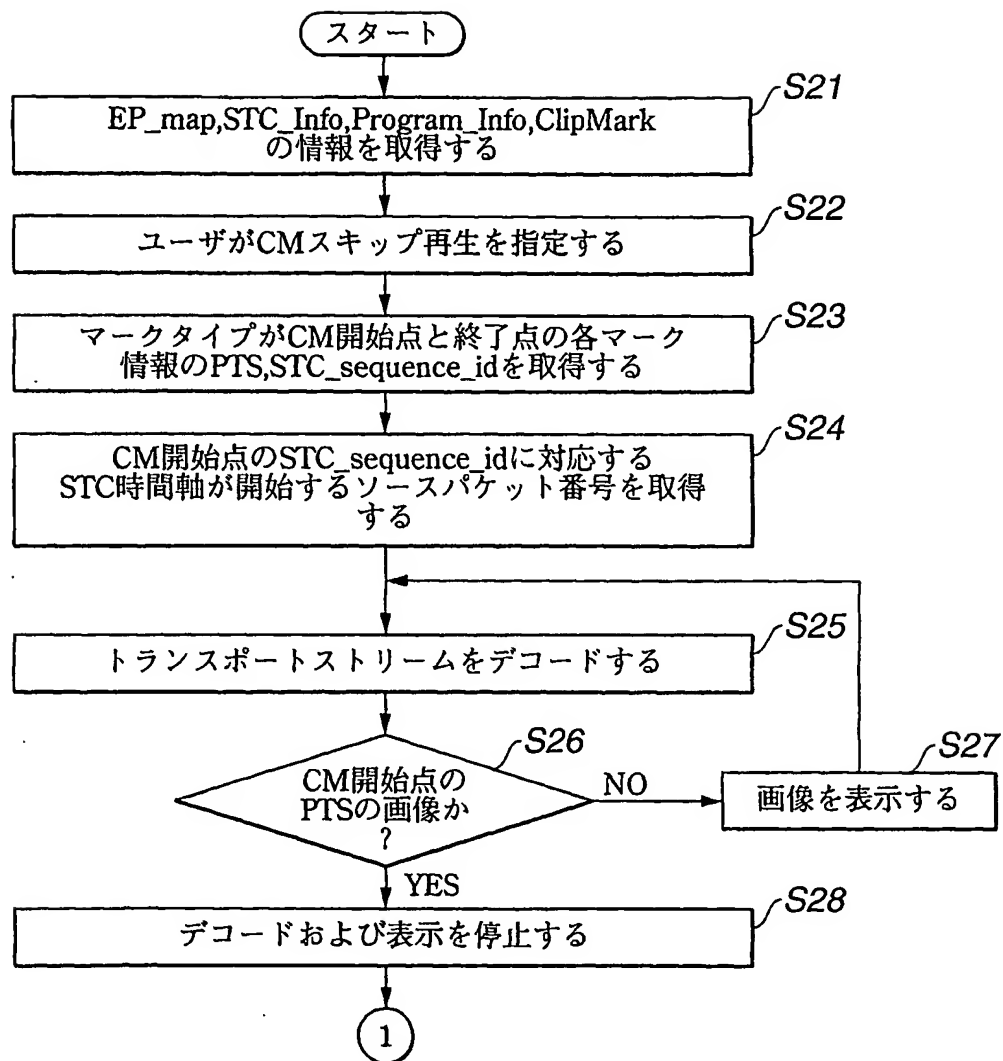 スタート
S21
EP_map,STC_Info,Program_Info,ClipMark
の情報を取得する
S22
ユーザがCMスキップ再生を指定する
S23
マークタイプがCM開始点と終了点の各マーク
情報のPTS,STC_sequence_idを取得する
S24
CM開始点のSTC_sequence_idに対応する
STC時間軸が開始するソースパケット番号を取得
する
S25
トランスポートストリームをデコードする
S26
CM開始点の
PTSの画像か
?
NO
S27
画像を表示する
YES
S28
デコードおよび表示を停止する
1